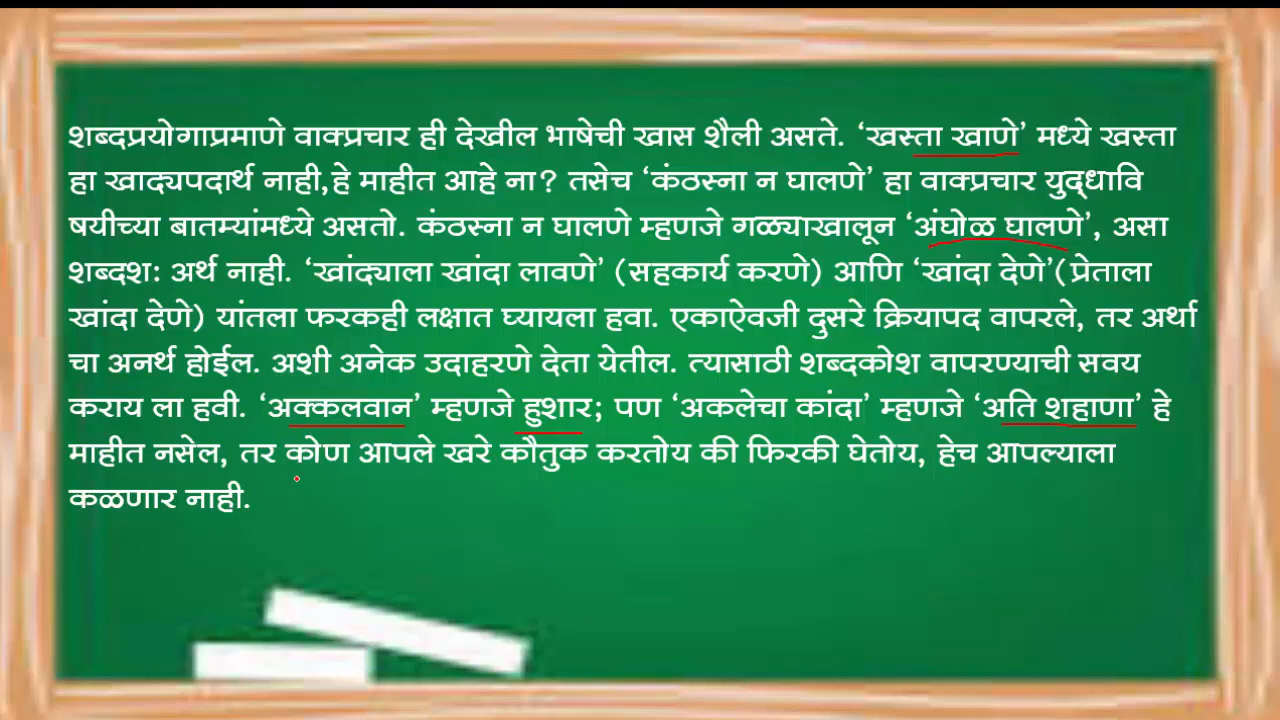 शब्दप्रयोगाप्रमाणे वाक्प्रचार ही देखील भाषेची खास शैली असते. ‘खस्ता खाणे’ मध्ये खस्ता
हा खाद्यपदार्थ नाही,हे माहीत आहे ना? तसेच ‘कंठस्ना न घालणे’ हा वाक्प्रचार युद्धावि
षयीच्या बातम्यांमध्ये असतो. कंठस्ना न घालणे म्हणजे गळ्याखालून ‘अंघोळ घालणे’, असा
शब्दश: अर्थ नाही. ‘खांद्याला खांदा लावणे’ (सहकार्य करणे) आणि ‘खांदा देणे’(प्रेताला
खांदा देणे) यांतला फरकही लक्षात घ्यायला हवा. एकाऐवजी दुसरे क्रियापद वापरले, तर अर्था
चा अनर्थ होईल. अशी अनेक उदाहरणे देता येतील. त्यासाठी शब्दकोश वापरण्याची सवय
कराय ला हवी. ‘अक्कलवान’ म्हणजे हुशार; पण ‘अकलेचा कांदा’ म्हणजे ‘अति शहाणा’ हे
माहीत नसेल, तर कोण आपले खरे कौतुक करतोय की फिरकी घेतोय, हेच आपल्याला
कळणार नाही.